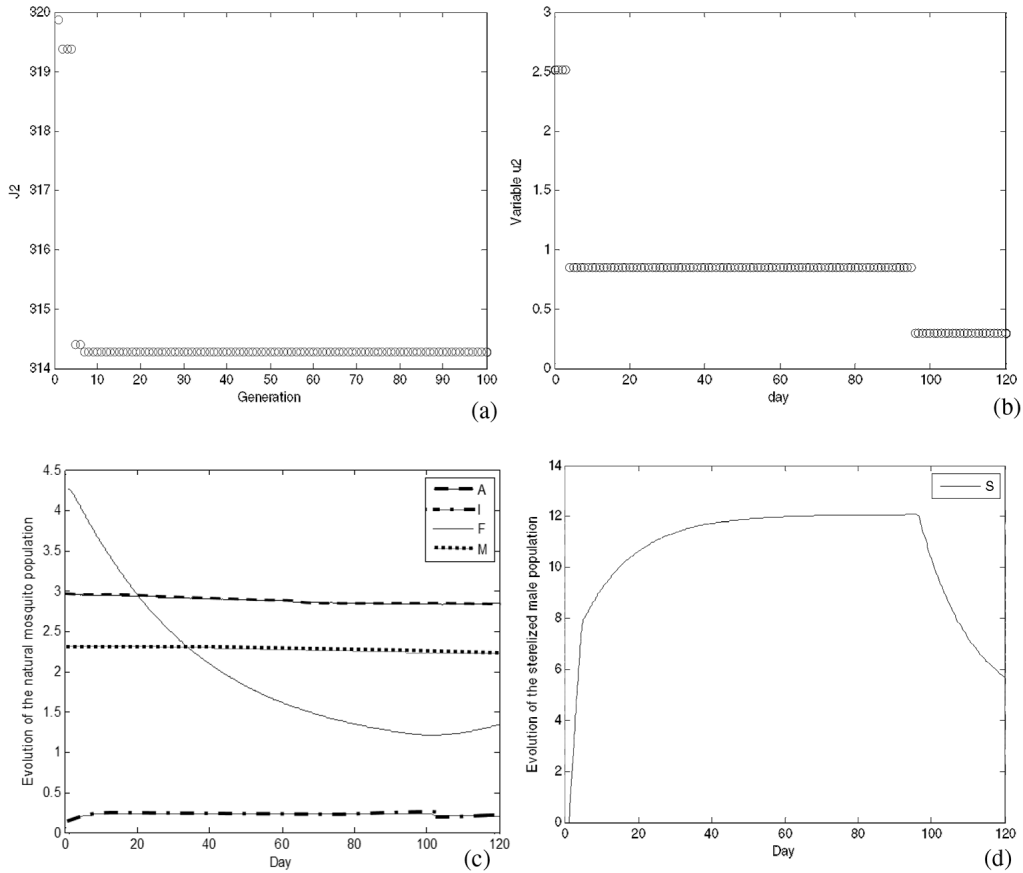 320
319
318
317
316
315
314
J2
0 10 20 30 40 50 60 70 80 90 100
Generation
(a)
3
2.5
2
1.5
1
0.5
0
Variable u2
0 20 40 60 80 100 120
day
(b)
4.5
4
3.5
3
2.5
2
1.5
1
0.5
0
Evolution of the natural mosquito population
A
I
F
M
0 20 40 60 80 100 120
Day
(c)
14
12
10
8
6
4
2
0
Evolution of the sterelized male population
S
0 20 40 60 80 100 120
Day
(d)